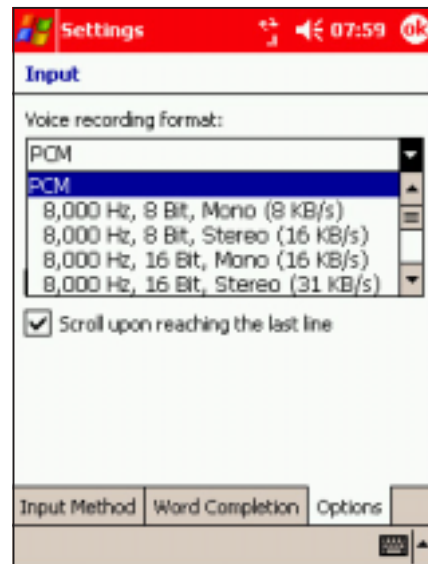 Settings 07:59 ok
Input
Voice recording format:
PCM
PCM
8,000 Hz, 8 Bit, Mono (8 KB/s)
8,000 Hz, 8 Bit, Stereo (16 KB/s)
8,000 Hz, 16 Bit, Mono (16 KB/s)
8,000 Hz, 16 Bit, Stereo (31 KB/s)
Scroll upon reaching the last line
Input Method Word Completion Options